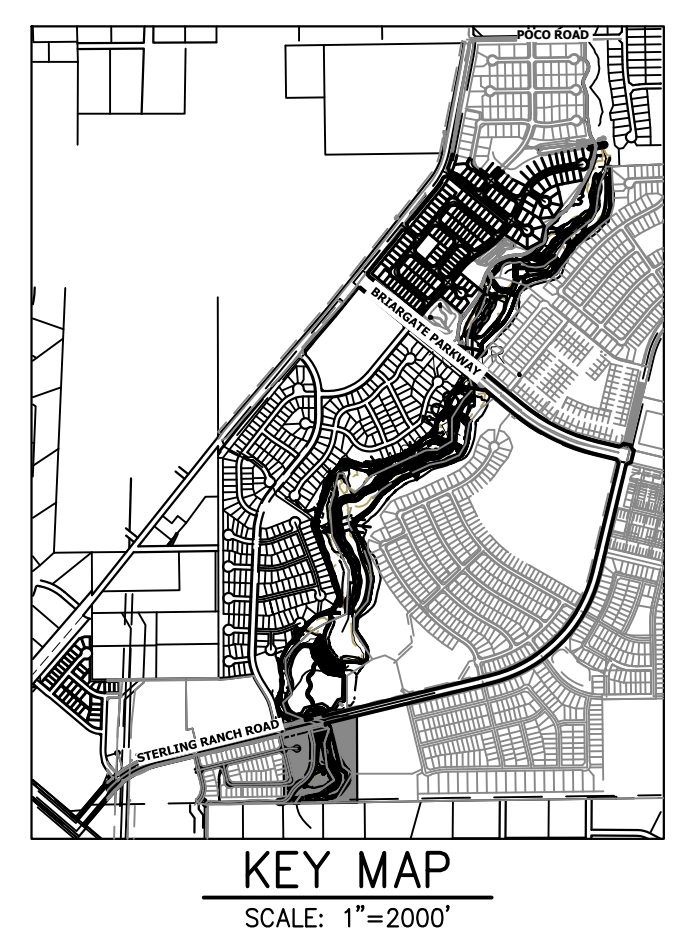 POCO ROAD
BRIARGATE PARKWAY
STERLING RANCH ROAD
KEY MAP
SCALE: 1"=2000'